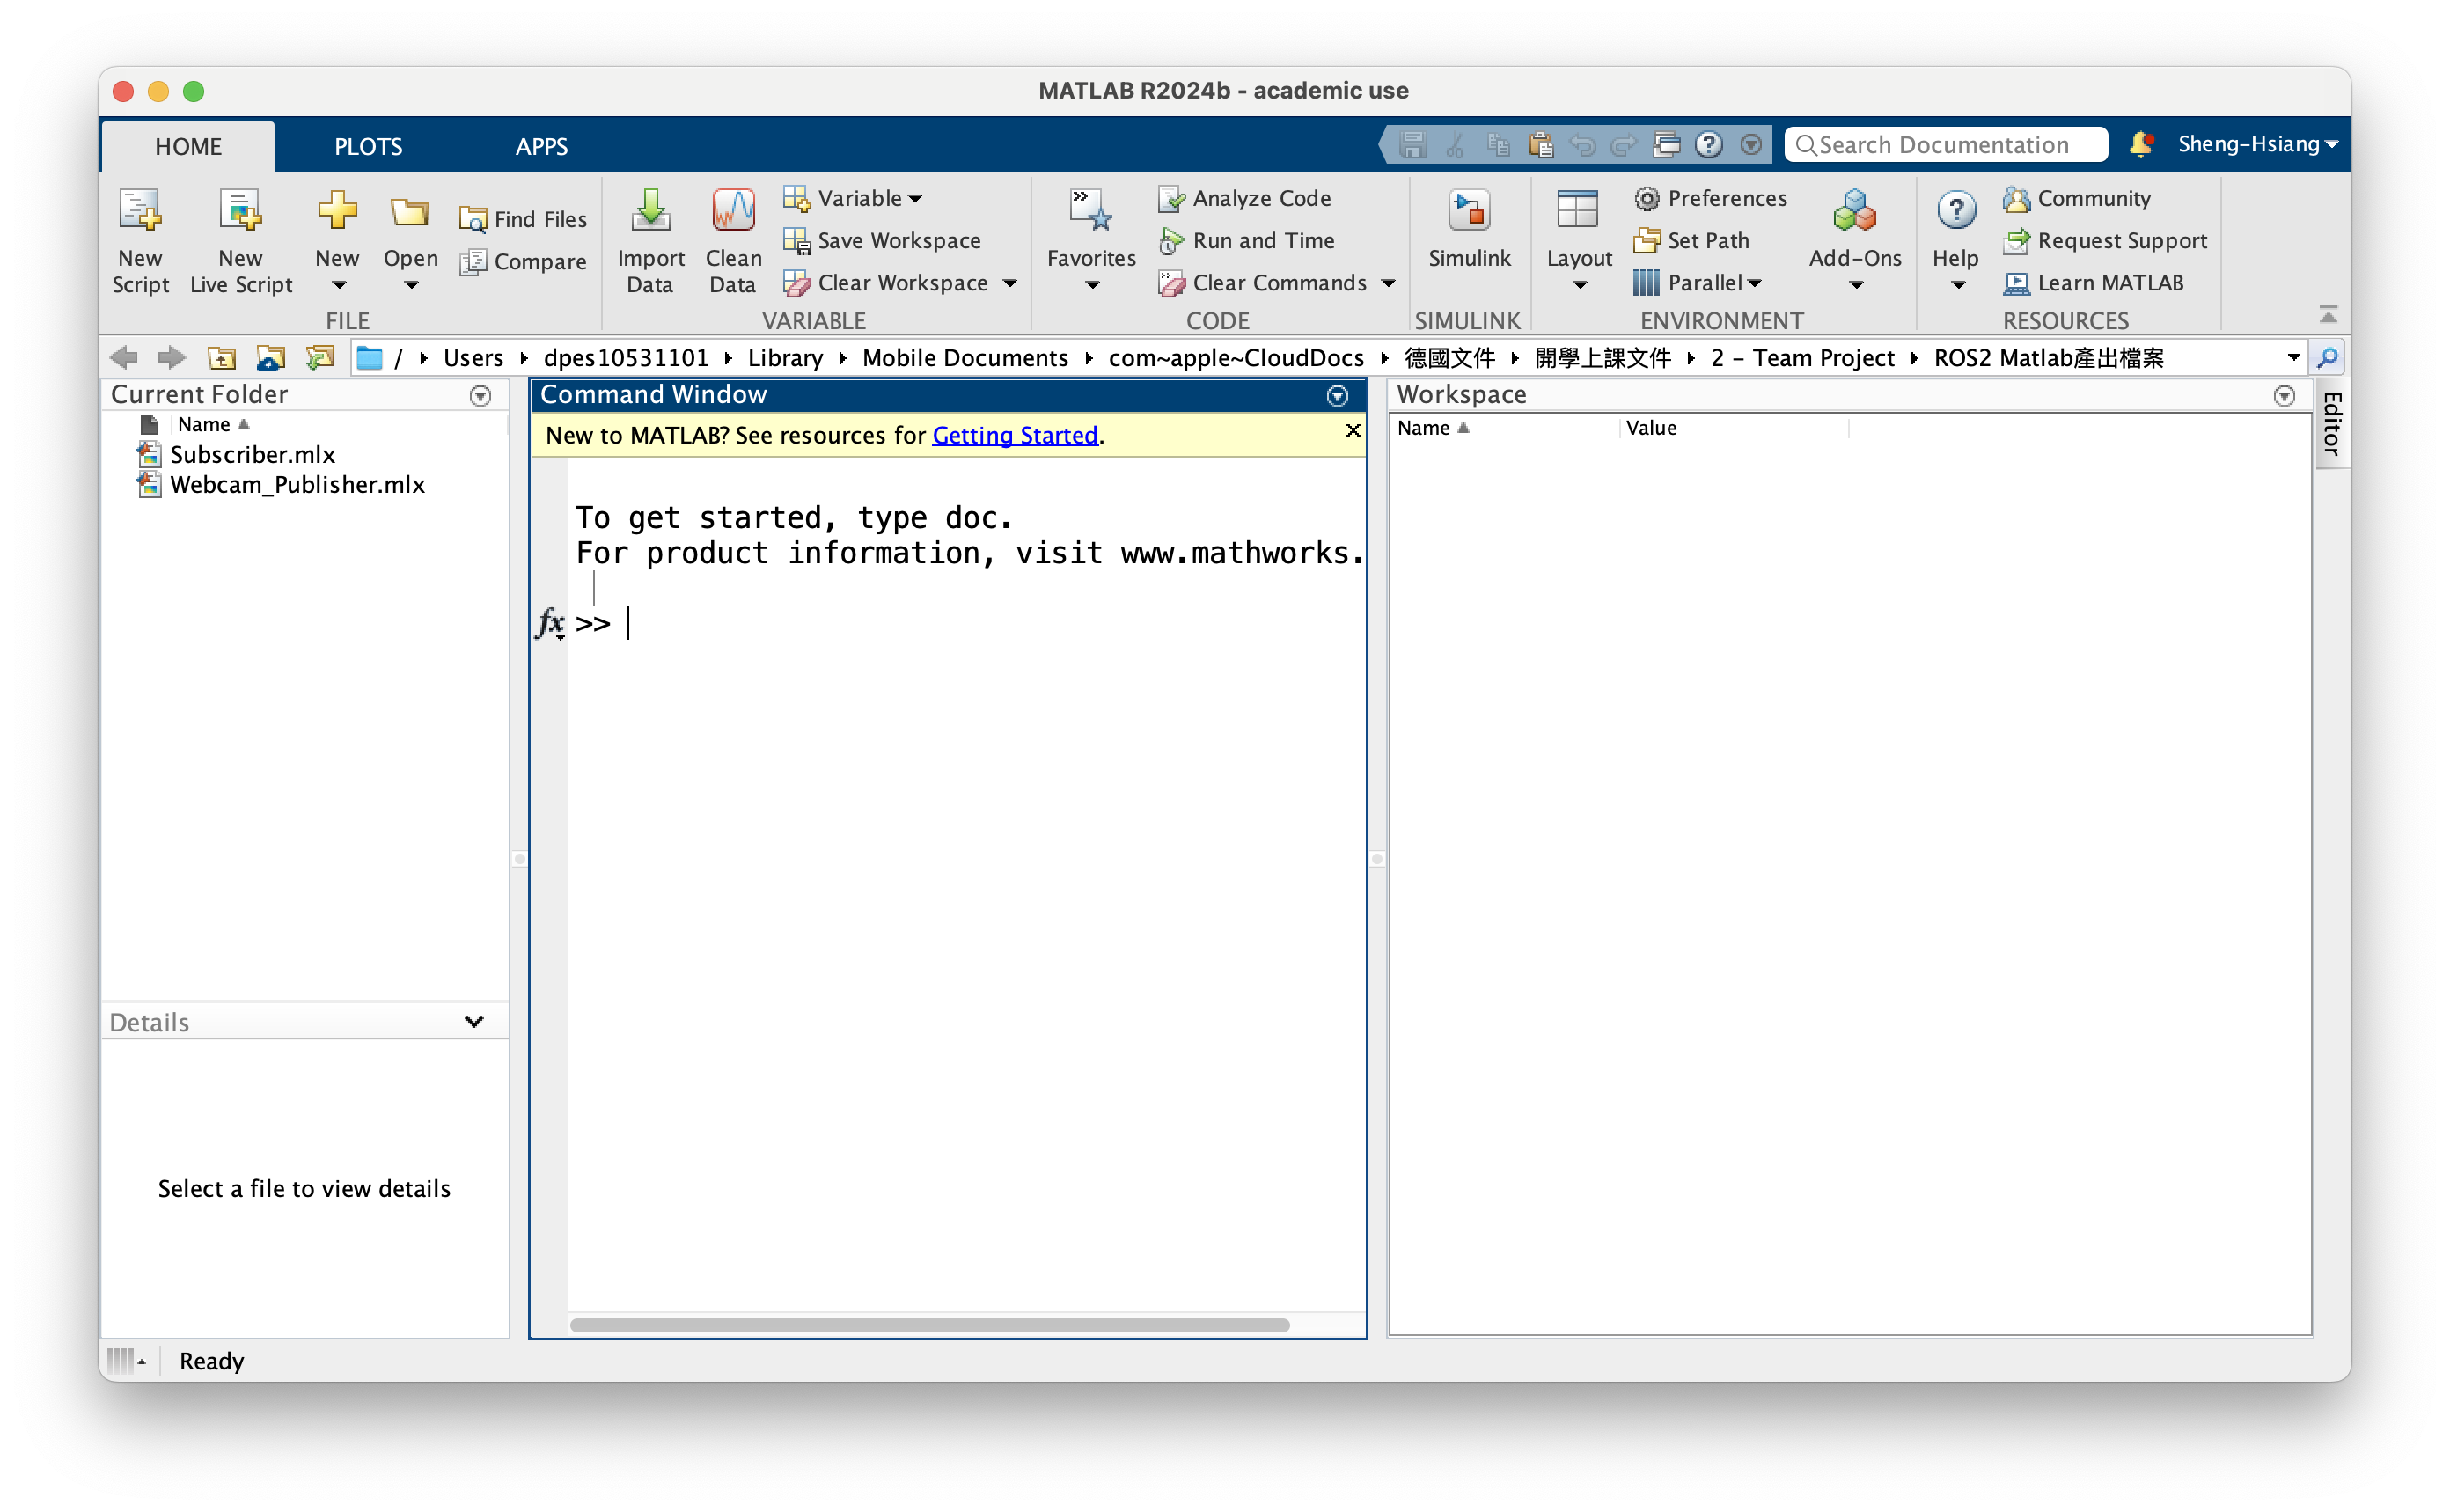 MATLAB R2024b - academic use
HOME PLOTS APPS Search Documentation Sheng-Hsiang
New Script
New Live Script
New
Open
Find Files
Compare
FILE
Import Data
Clean Data
Variable
Save Workspace
Clear Workspace
VARIABLE
Favorites
Analyze Code
Run and Time
Clear Commands
CODE
Simulink
SIMULINK
Layout
Preferences
Set Path
Parallel
Add-Ons
ENVIRONMENT
Help
Community
Request Support
Learn MATLAB
RESOURCES
/ Users dpes10531101 Library Mobile Documents com~apple~CloudDocs 德國文件 開學上課文件 2 - Team Project ROS2 Matlab產出檔案
Current Folder
Name
Subscriber.mlx
Webcam_Publisher.mlx
Details
Select a file to view details
Command Window
New to MATLAB? See resources for Getting Started.
To get started, type doc.
For product information, visit www.mathworks.
fx >>
Workspace
Name Value
Editor
Ready